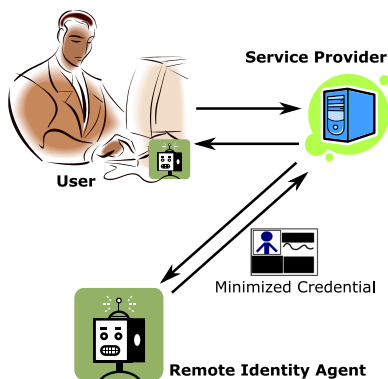 Service Provider
User
Minimized Credential
Remote Identity Agent